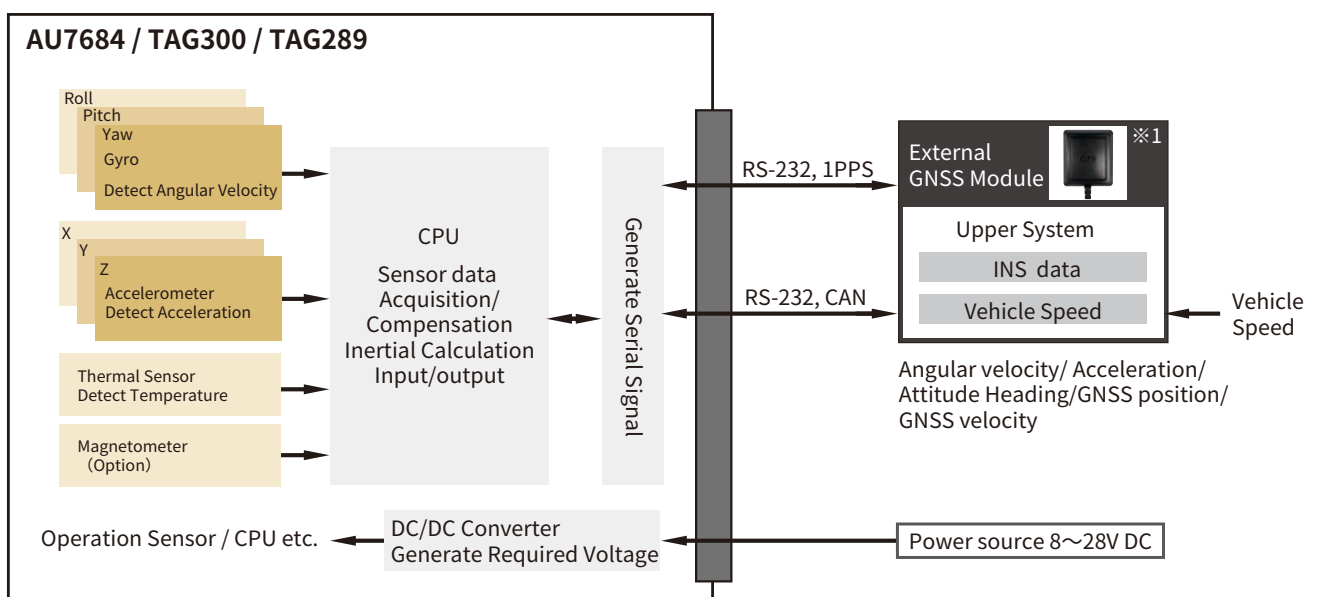 AU7684 / TAG300 / TAG289
Roll
Pitch
Yaw
Gyro
Detect Angular Velocity
X
Y
Z
Accelerometer
Detect Acceleration
Thermal Sensor
Detect Temperature
Magnetometer
（Option）
CPU
Sensor data
Acquisition/
Compensation
Inertial Calculation
Input/output
Generate Serial Signal
RS-232, 1PPS
RS-232, CAN
External
GNSS Module
GPS
※1
Upper System
INS data
Vehicle Speed
Vehicle
Speed
Angular velocity/ Acceleration/
Attitude Heading/GNSS position/
GNSS velocity
Operation Sensor / CPU etc.
DC/DC Converter
Generate Required Voltage
Power source 8～28V DC